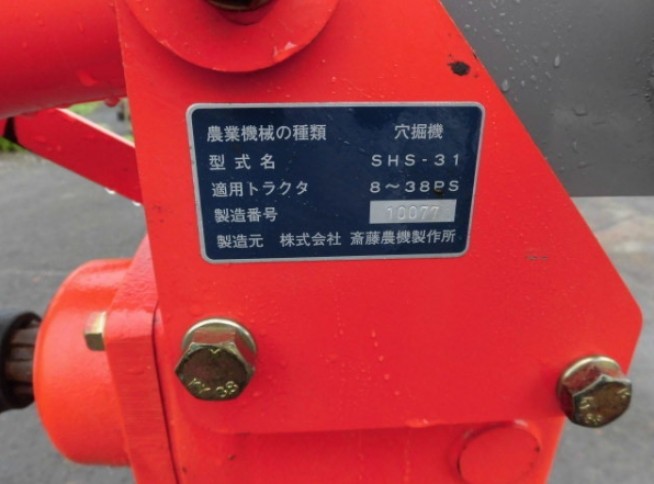 農業機械の種類 穴掘機
型式名 SHS-31
適用トラクタ 8～38PS
製造番号 10077
製造元 株式会社 斎藤農機製作所